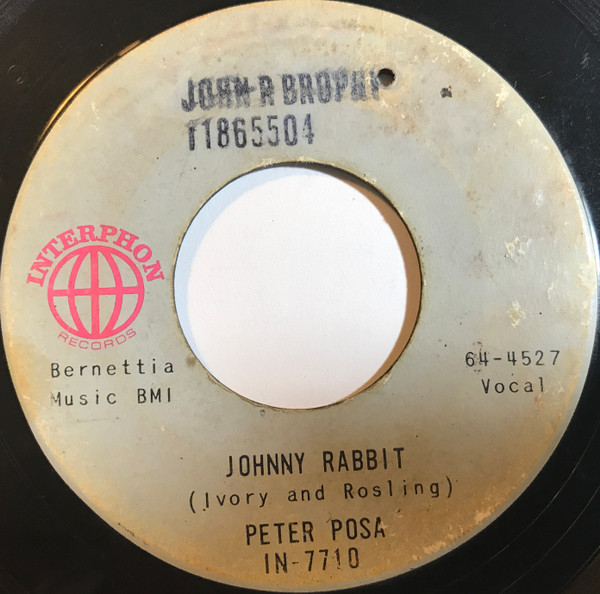 JOHN R BROPHY
11865504
INTERPHON
RECORDS
Bernettia
Music BMI
64-4527
Vocal
JOHNNY RABBIT
(Ivory and Rosling)
PETER POSA
IN-7710